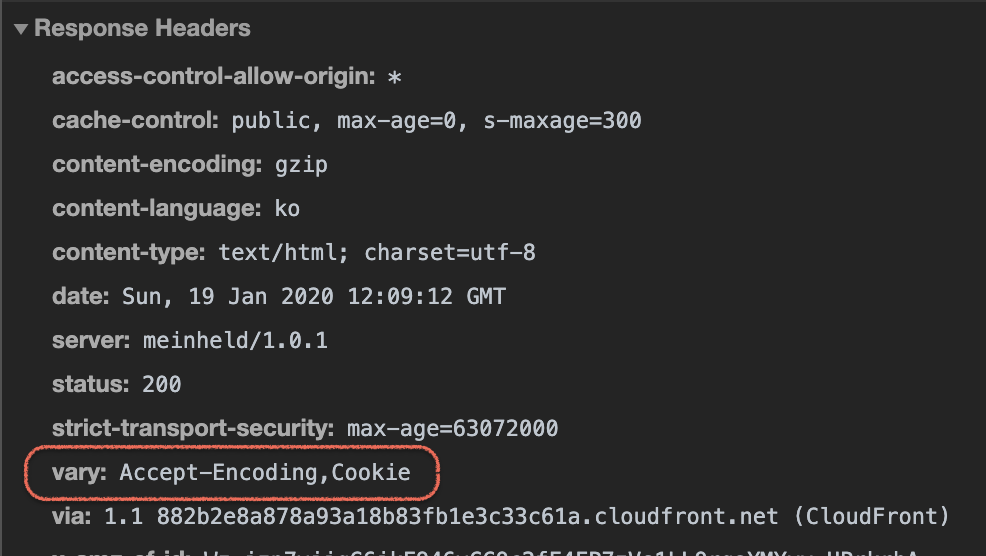 Response Headers
access-control-allow-origin: *
cache-control: public, max-age=0, s-maxage=300
content-encoding: gzip
content-language: ko
content-type: text/html; charset=utf-8
date: Sun, 19 Jan 2020 12:09:12 GMT
server: meinheld/1.0.1
status: 200
strict-transport-security: max-age=63072000
vary: Accept-Encoding,Cookie
via: 1.1 882b2e8a878a93a18b83fb1e3c33c61a.cloudfront.net (CloudFront)